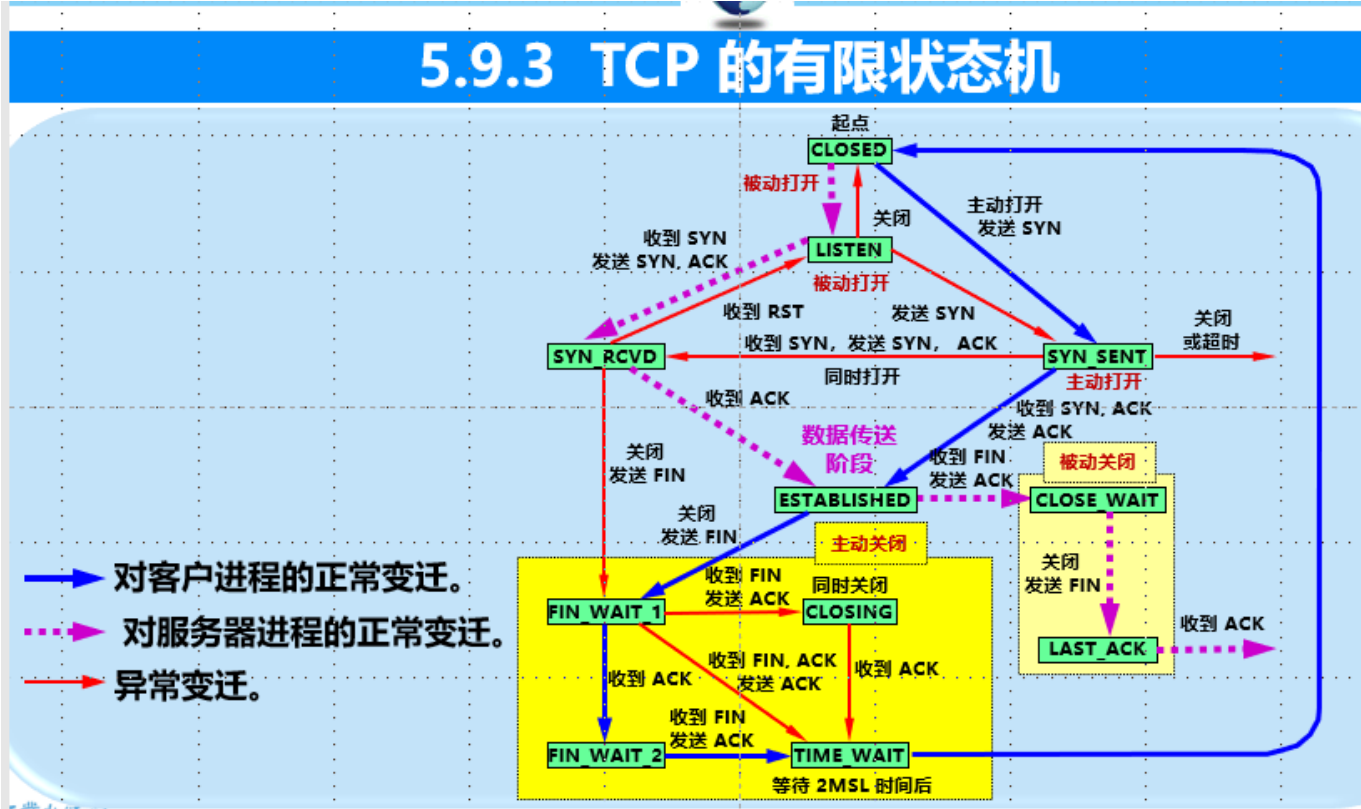 5.9.3 TCP 的有限状态机
起点
CLOSED
被动打开
关闭
主动打开
发送 SYN
收到 SYN
发送 SYN, ACK
LISTEN
被动打开
收到 RST
发送 SYN
关闭
或超时
SYN_RCVD
收到 SYN，发送 SYN， ACK
SYN_SENT
同时打开
主动打开
收到 ACK
收到 SYN, ACK
发送 ACK
数据传送
阶段
关闭
发送 FIN
收到 FIN
发送 ACK
被动关闭
ESTABLISHED
CLOSE_WAIT
关闭
发送 FIN
主动关闭
关闭
发送 FIN
对客户进程的正常变迁。
收到 FIN
发送 ACK
同时关闭
FIN_WAIT_1
CLOSING
对服务器进程的正常变迁。
LAST_ACK
收到 ACK
异常变迁。
收到 ACK
收到 FIN, ACK
发送 ACK
收到 ACK
收到 FIN
发送 ACK
FIN_WAIT_2
TIME_WAIT
等待 2MSL 时间后